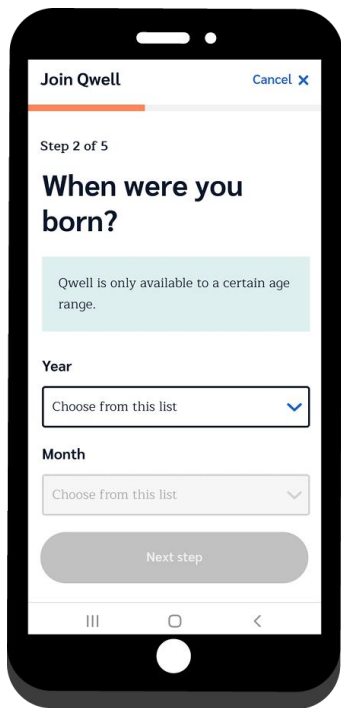 Join Qwell
Cancel
Step 2 of 5
When were you
born?
Qwell is only available to a certain age
range.
Year
Choose from this list
Month
Choose from this list
Next step